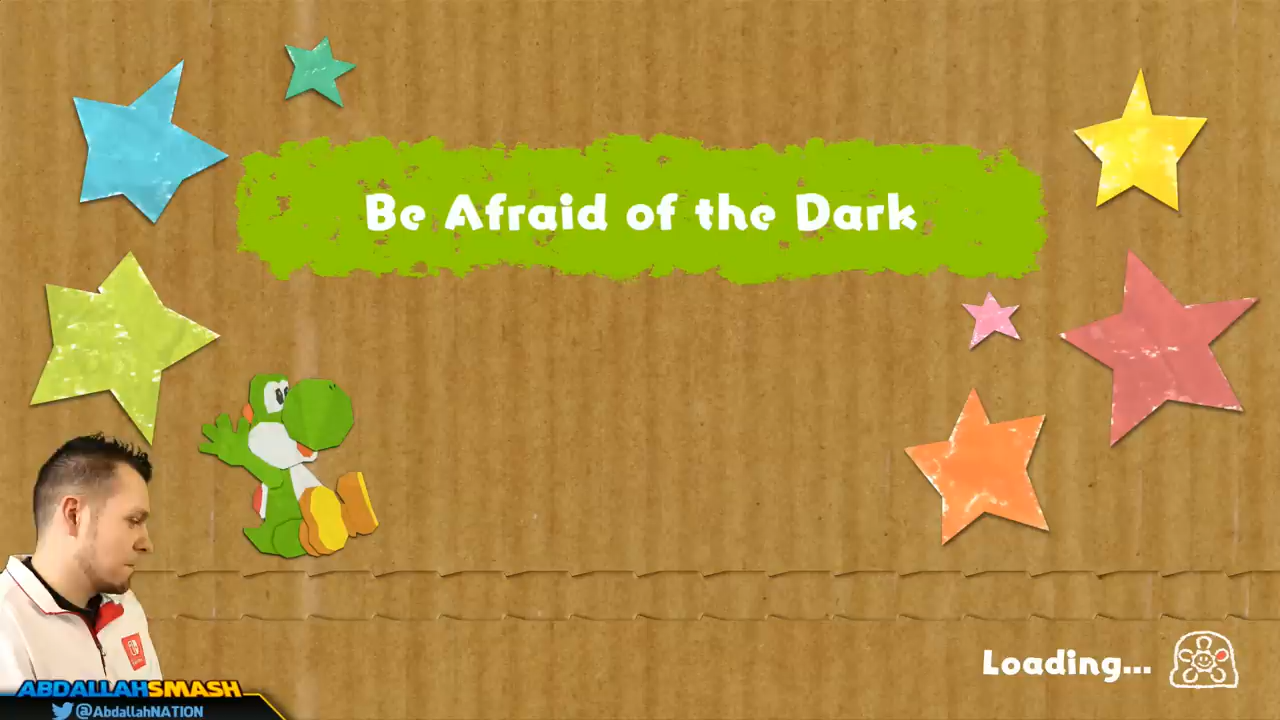 Be Afraid of the Dark
Loading...
ABDALLAHSMASH
@AbdallahNATION